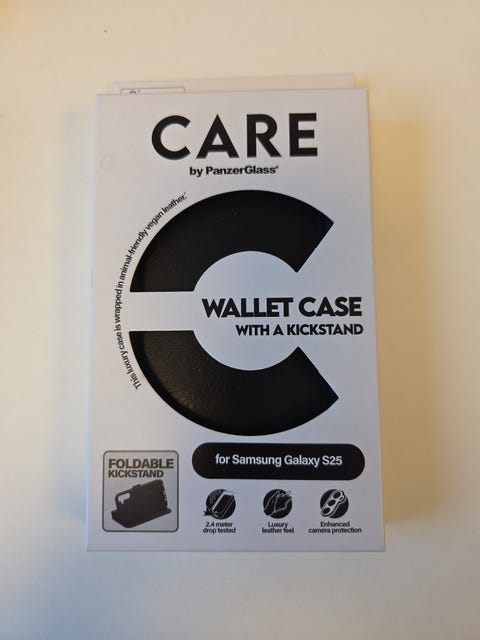 CARE
by PanzerGlass®
This luxury case is wrapped in animal-friendly vegan leather.*
WALLET CASE
WITH A KICKSTAND
for Samsung Galaxy S25
FOLDABLE
KICKSTAND
2.4 meter
drop tested
Luxury
leather feel
Enhanced
camera protection